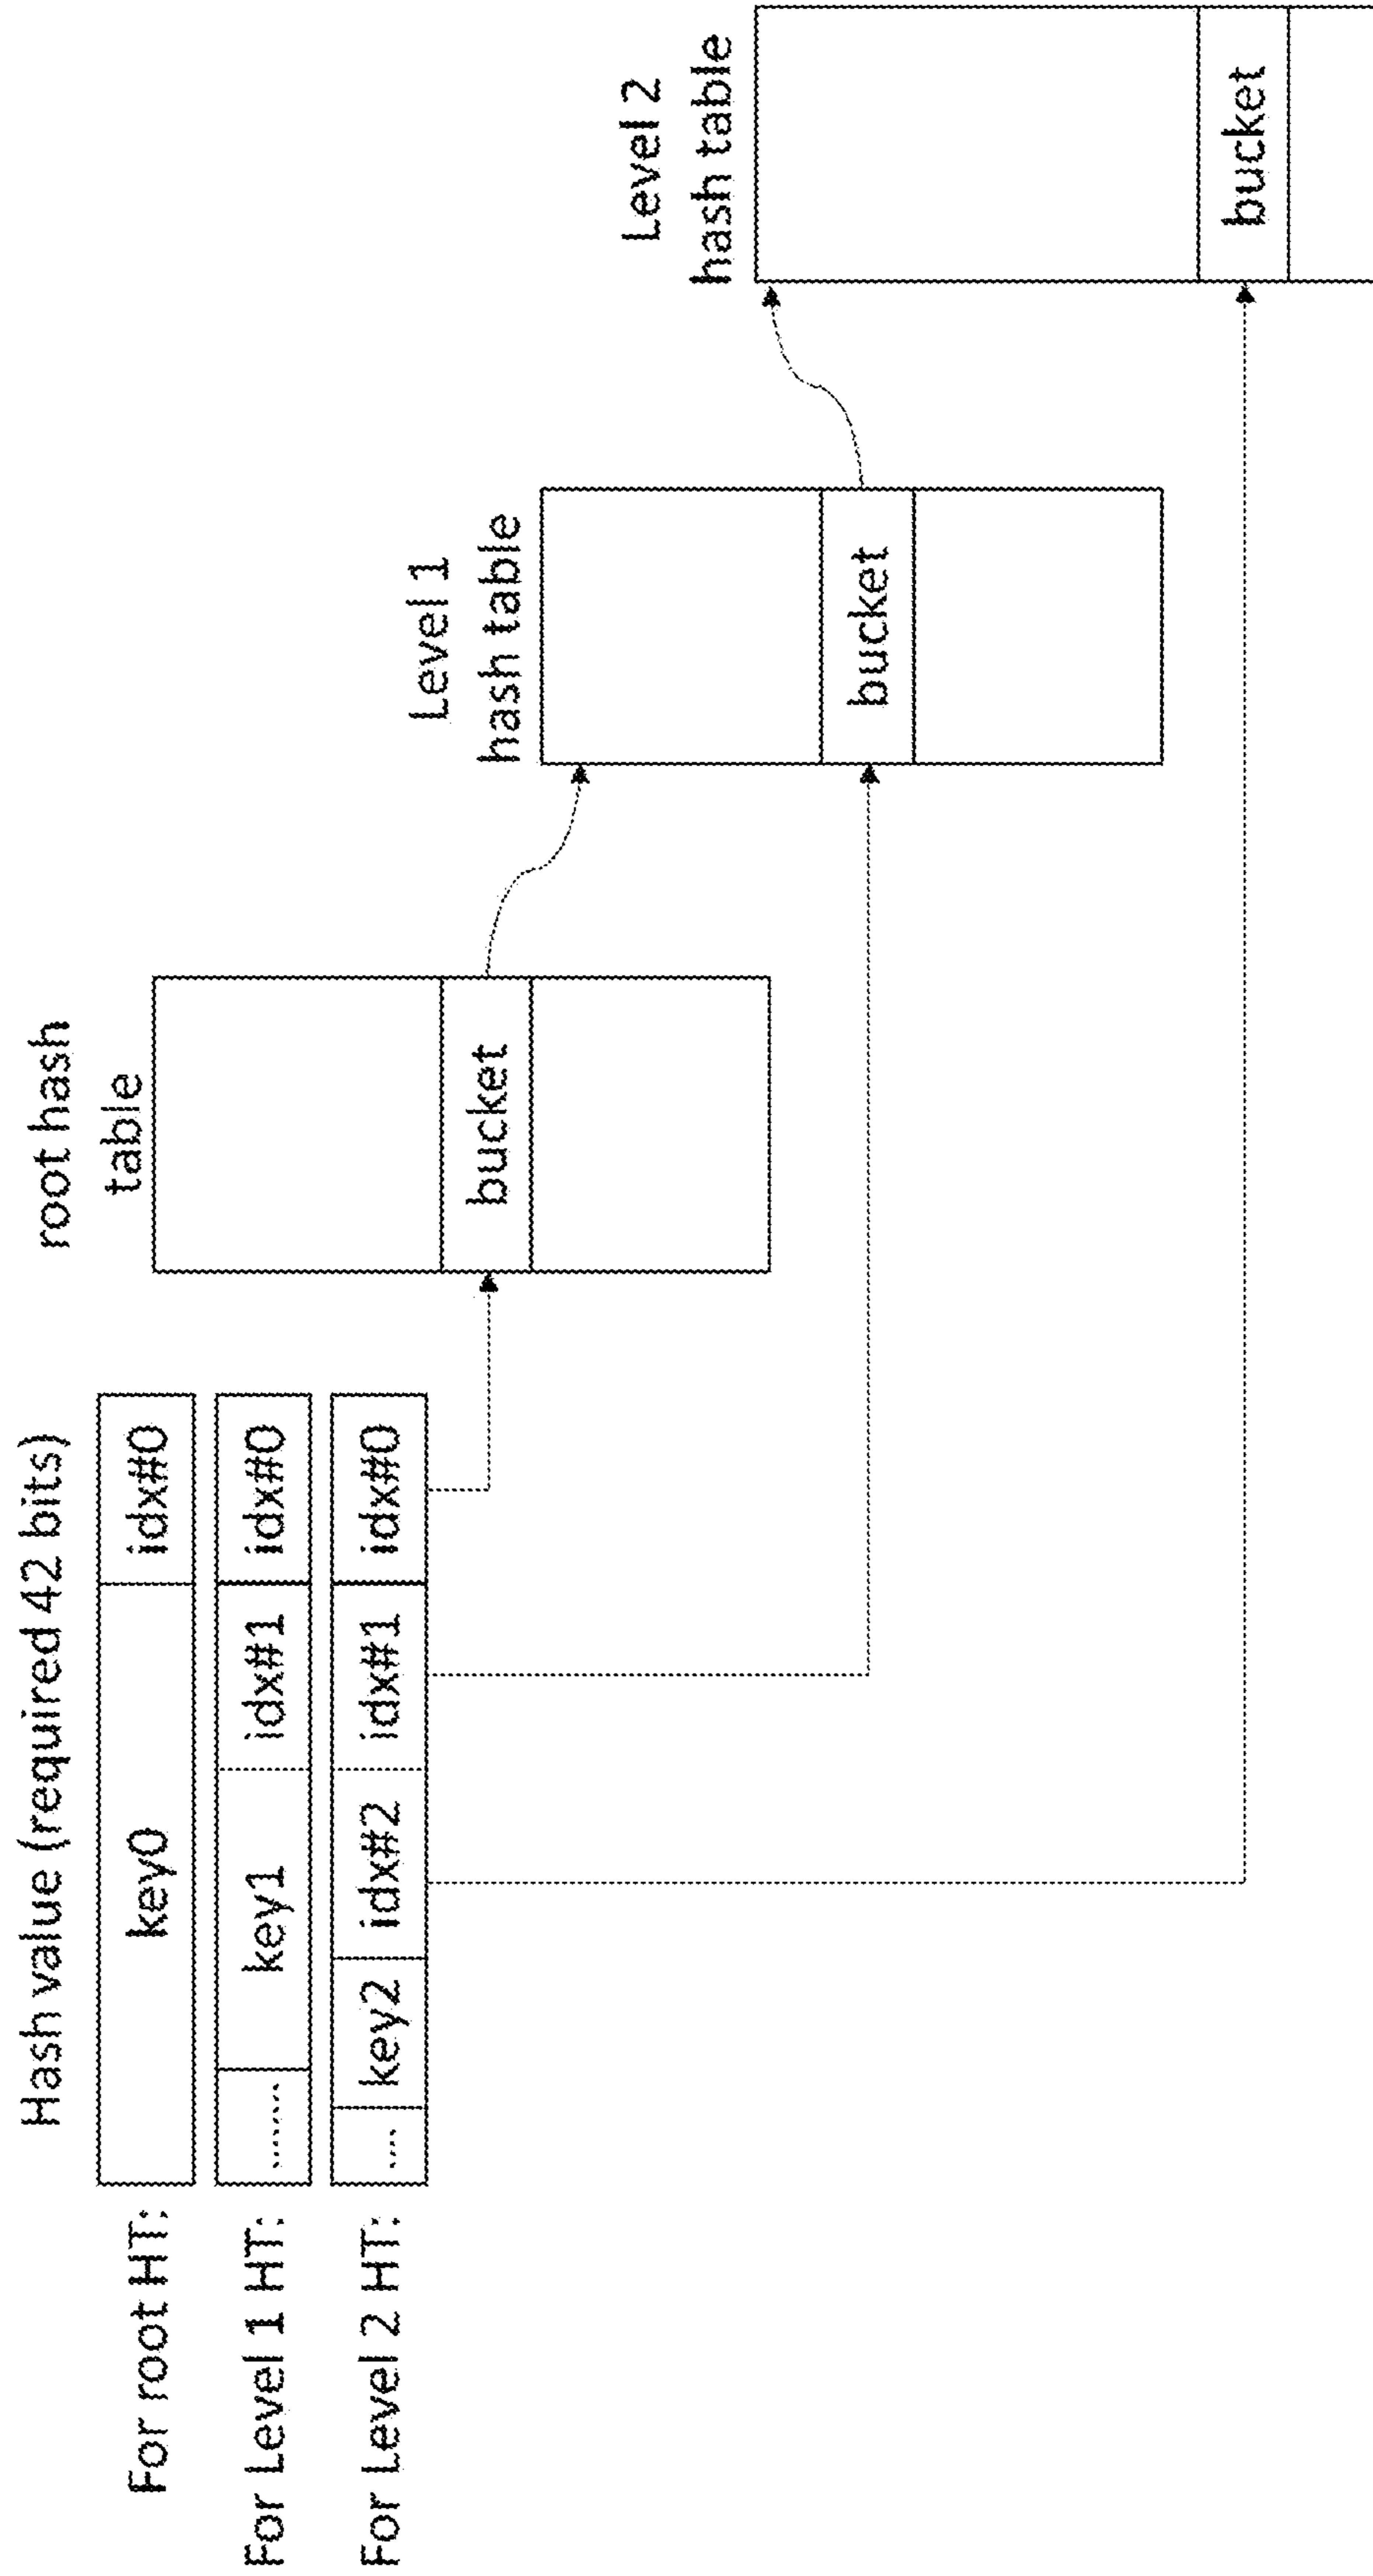 Hash value (required 42 bits)
For root HT: key0 idx#0
For Level 1 HT: ....... key1 idx#1 idx#0
For Level 2 HT: .... key2 idx#2 idx#1 idx#0
root hash
table
bucket
Level 1
hash table
bucket
Level 2
hash table
bucket